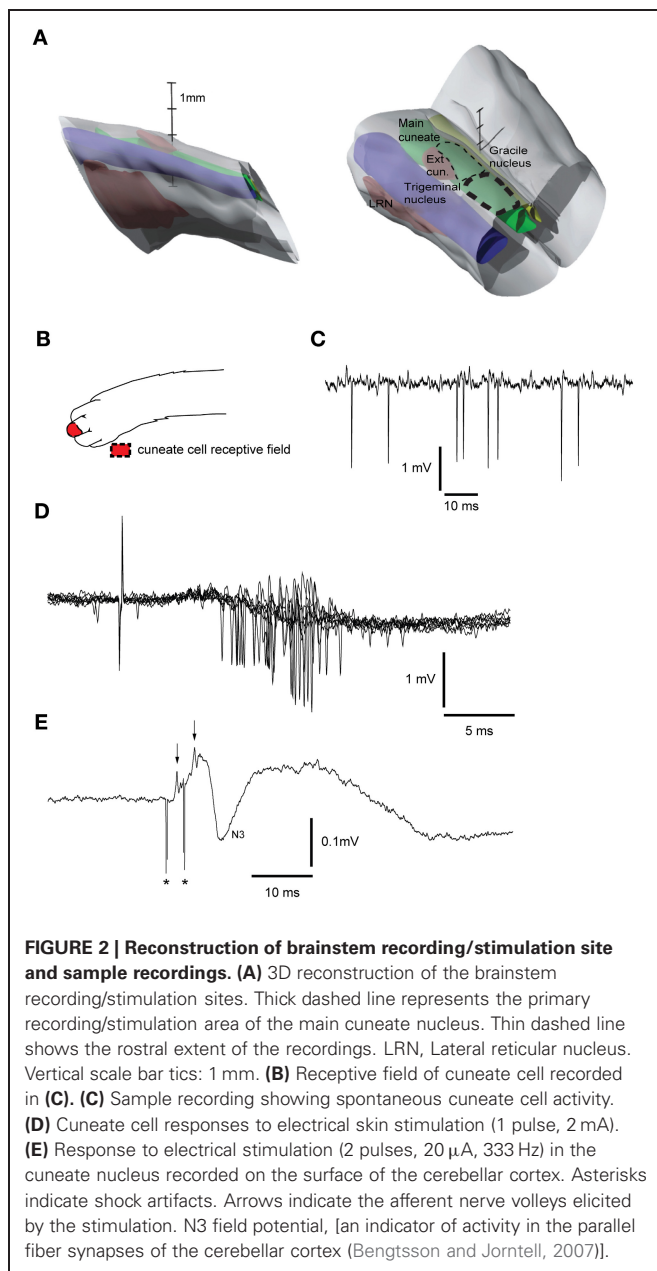 A
1mm
Main
cuneate
Gracile
nucleus
Ext
cun.
Trigeminal
nucleus
LRN
B
cuneate cell receptive field
C
1 mV
10 ms
D
1 mV
5 ms
E
N3
0.1mV
10 ms
* *
FIGURE 2 | Reconstruction of brainstem recording/stimulation site
and sample recordings. (A) 3D reconstruction of the brainstem
recording/stimulation sites. Thick dashed line represents the primary
recording/stimulation area of the main cuneate nucleus. Thin dashed line
shows the rostral extent of the recordings. LRN, Lateral reticular nucleus.
Vertical scale bar tics: 1 mm. (B) Receptive field of cuneate cell recorded
in (C). (C) Sample recording showing spontaneous cuneate cell activity.
(D) Cuneate cell responses to electrical skin stimulation (1 pulse, 2 mA).
(E) Response to electrical stimulation (2 pulses, 20 μA, 333 Hz) in the
cuneate nucleus recorded on the surface of the cerebellar cortex. Asterisks
indicate shock artifacts. Arrows indicate the afferent nerve volleys elicited
by the stimulation. N3 field potential, [an indicator of activity in the parallel
fiber synapses of the cerebellar cortex (Bengtsson and Jorntell, 2007)].